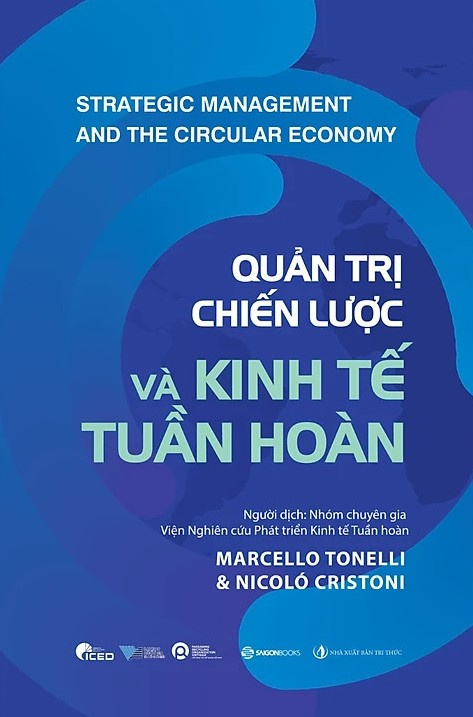 STRATEGIC MANAGEMENT
AND THE CIRCULAR ECONOMY
QUẢN TRỊ
CHIẾN LƯỢC
VÀ KINH TẾ
TUẦN HOÀN
Người dịch: Nhóm chuyên gia
Viện Nghiên cứu Phát triển Kinh tế Tuần hoàn
MARCELLO TONELLI
& NICOLÓ CRISTONI
ICED
SAIGONBOOKS
NHÀ XUẤT BẢN TRI THỨC